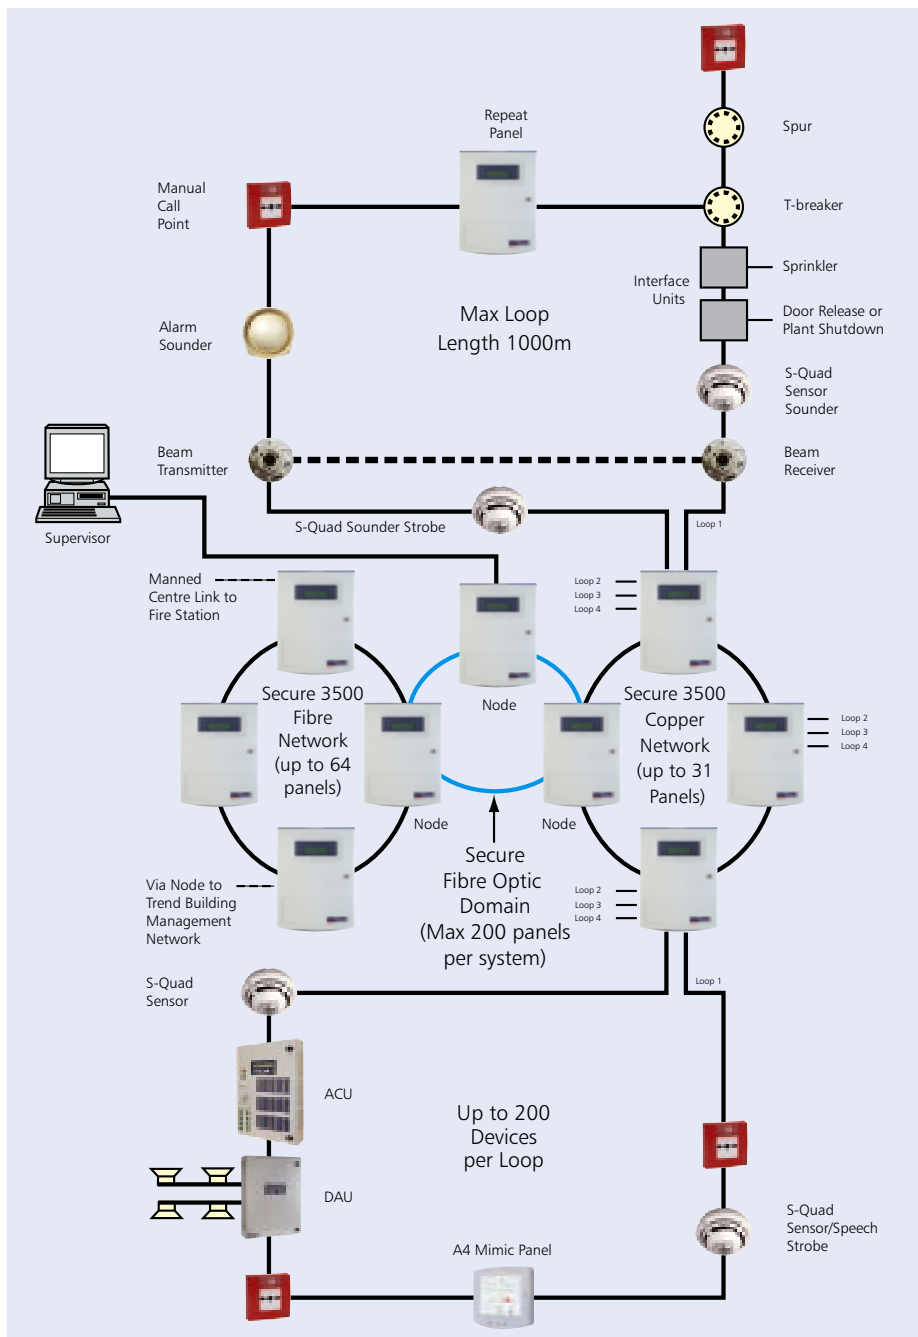 Repeat
Panel
Spur
Manual
Call
Point
T-breaker
Interface
Units
Sprinkler
Max Loop
Length 1000m
Door Release or
Plant Shutdown
Alarm
Sounder
S-Quad
Sensor
Sounder
Beam
Transmitter
Beam
Receiver
S-Quad Sounder Strobe
Loop 1
Supervisor
Manned
Centre Link to
Fire Station
Loop 2
Loop 3
Loop 4
Node
Secure 3500
Fibre
Network
(up to 64
panels)
Secure 3500
Copper
Network
(up to 31
Panels)
Loop 2
Loop 3
Loop 4
Node
Node
Secure
Fibre Optic
Domain
(Max 200 panels
per system)
Via Node to
Trend Building
Management
Network
Loop 2
Loop 3
Loop 4
S-Quad
Sensor
Loop 1
ACU
Up to 200
Devices
per Loop
DAU
S-Quad
Sensor/Speech
Strobe
A4 Mimic Panel